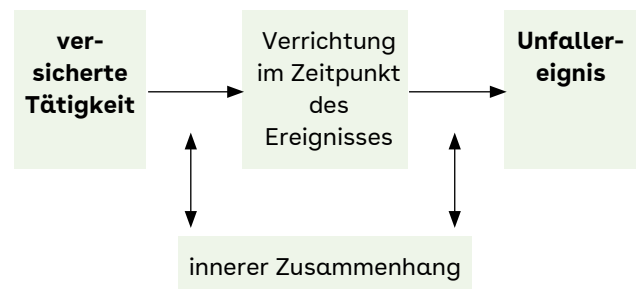 ver-
sicherte
Tätigkeit
Verrichtung
im Zeitpunkt
des
Ereignisses
Unfaller-
eignis
innerer Zusammenhang